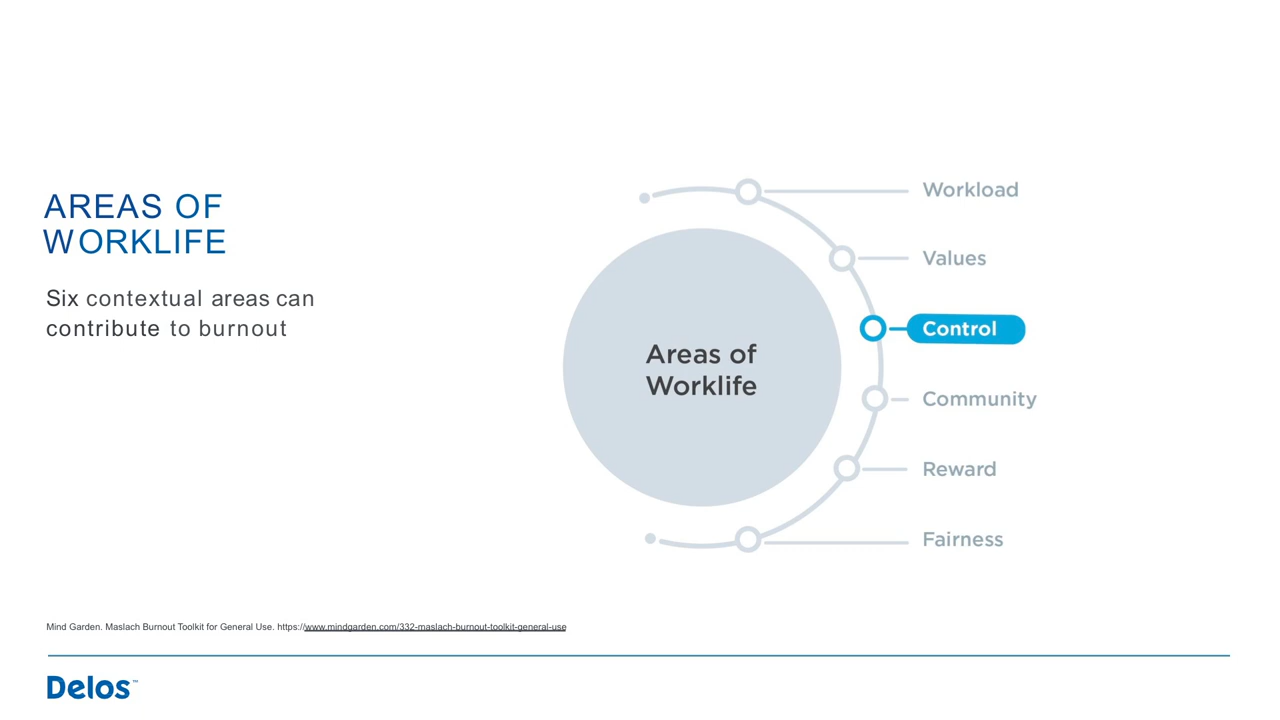 AREAS OF
WORKLIFE
Six contextual areas can
contribute to burnout
Areas of
Worklife
Workload
Values
Control
Community
Reward
Fairness
Mind Garden. Maslach Burnout Toolkit for General Use. https://www.mindgarden.com/332-maslach-burnout-toolkit-general-use
Delos™